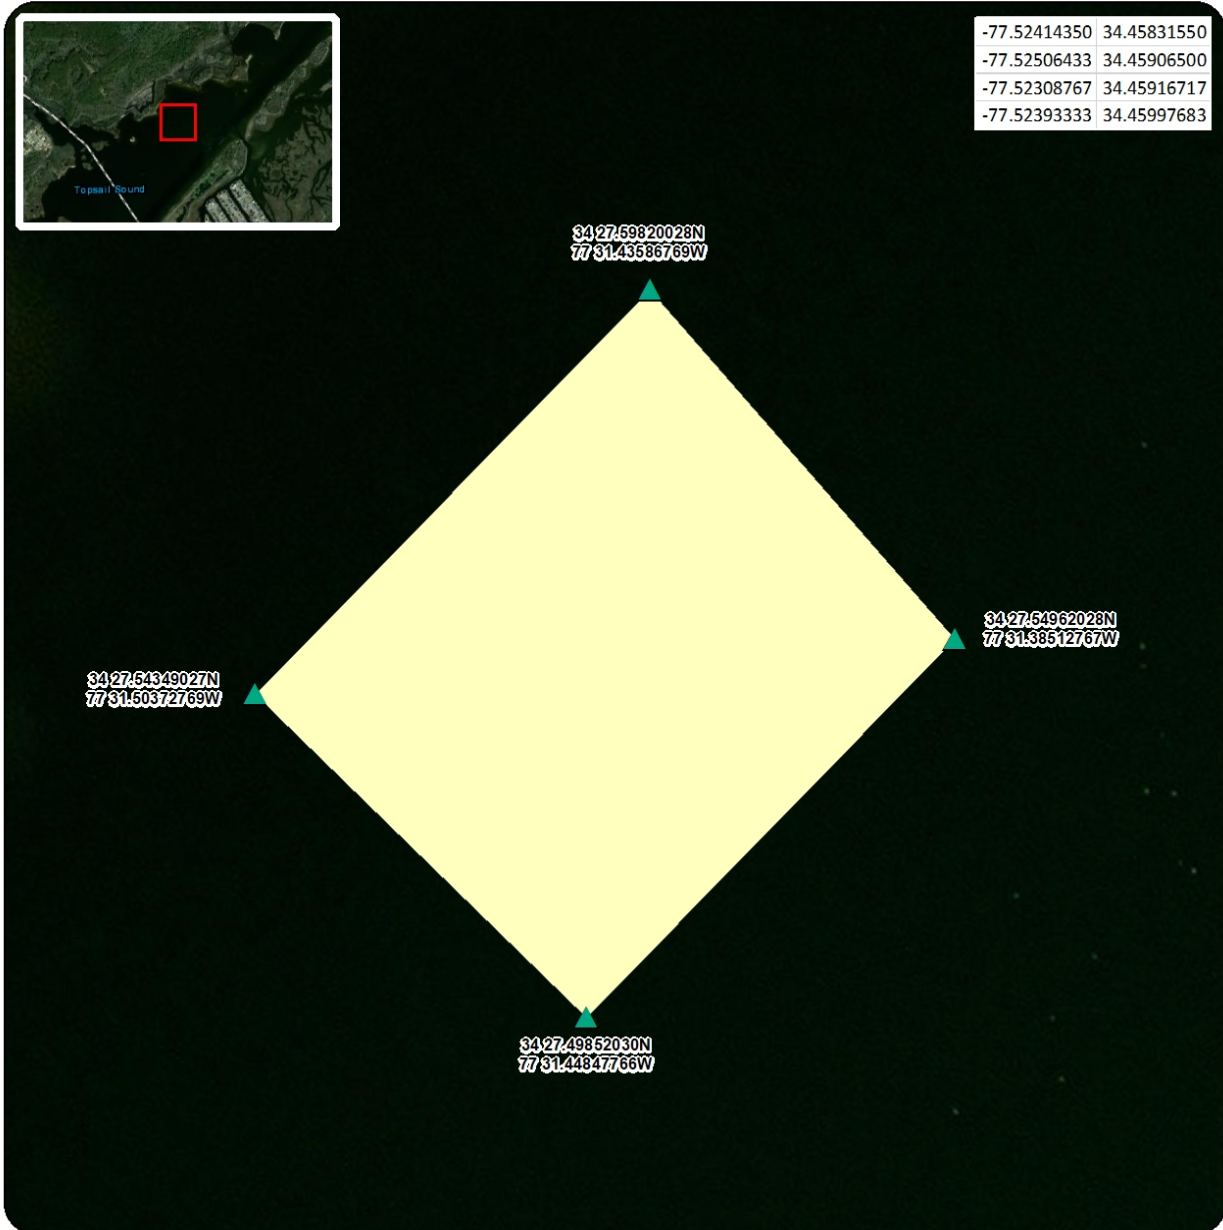 -77.52414350 34.45831550
-77.52506433 34.45906500
-77.52308767 34.45916717
-77.52393333 34.45997683
Topsail Sound
34 27.59820028N
77 31.43586769W
34 27.54962028N
77 31.38512767W
34 27.54349027N
77 31.50372769W
34 27.49852030N
77 31.44847766W